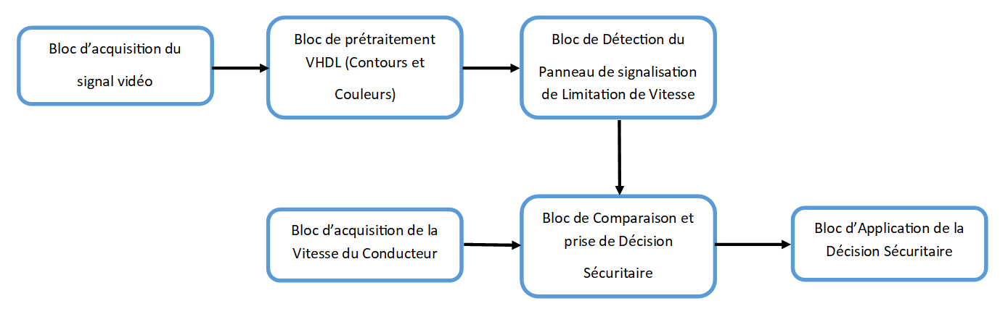 Bloc d’acquisition du
signal vidéo
Bloc de prétraitement
VHDL (Contours et
Couleurs)
Bloc de Détection du
Panneau de signalisation
de Limitation de Vitesse
Bloc d’acquisition de la
Vitesse du Conducteur
Bloc de Comparaison et
prise de Décision
Sécuritaire
Bloc d’Application de la
Décision Sécuritaire